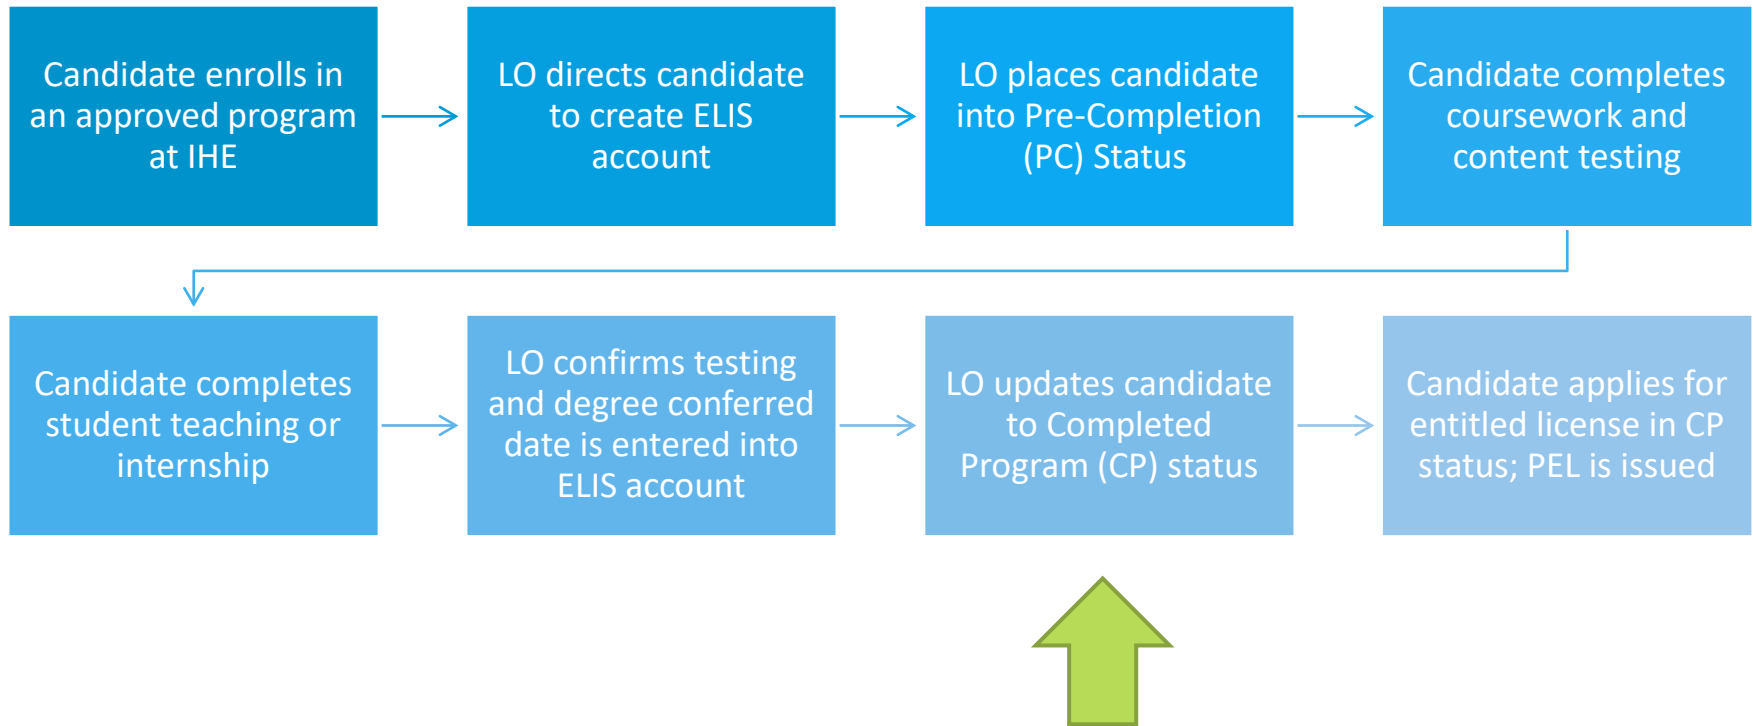 Candidate enrolls in
an approved program
at IHE
LO directs candidate
to create ELIS
account
LO places candidate
into Pre-Completion
(PC) Status
Candidate completes
coursework and
content testing
Candidate completes
student teaching or
internship
LO confirms testing
and degree conferred
date is entered into
ELIS account
LO updates candidate
to Completed
Program (CP) status
Candidate applies for
entitled license in CP
status; PEL is issued